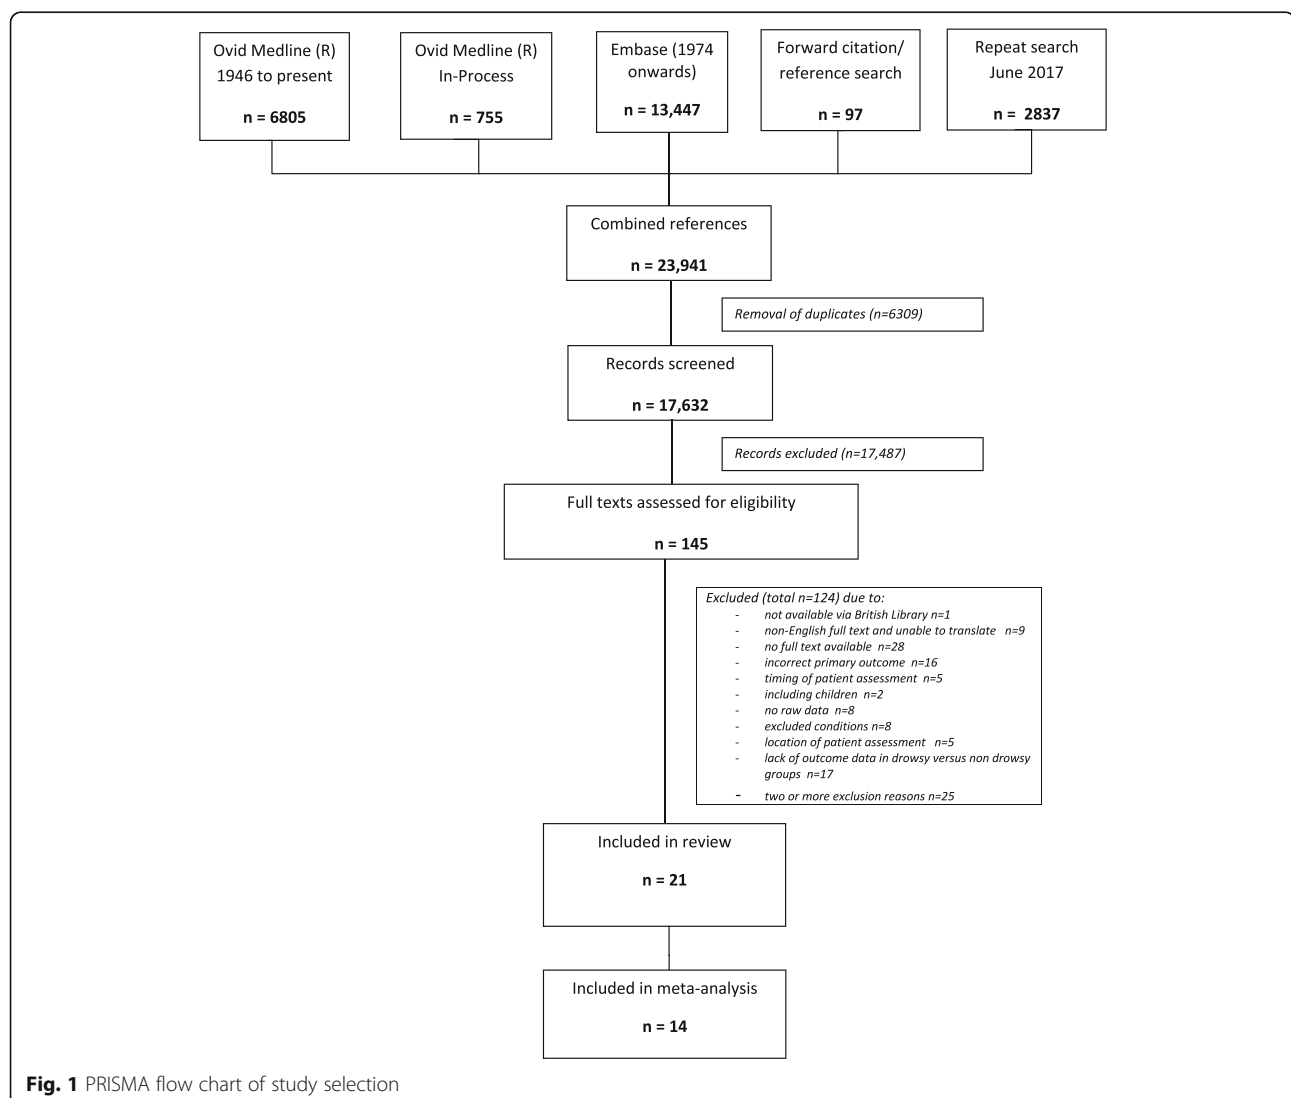 Ovid Medline (R)
1946 to present
n = 6805
Ovid Medline (R)
In-Process
n = 755
Embase (1974
onwards)
n = 13,447
Forward citation/
reference search
n = 97
Repeat search
June 2017
n = 2837
Combined references
n = 23,941
Removal of duplicates (n=6309)
Records screened
n = 17,632
Records excluded (n=17,487)
Full texts assessed for eligibility
n = 145
Excluded (total n=124) due to:
- not available via British Library n=1
- non-English full text and unable to translate n=9
- no full text available n=28
- incorrect primary outcome n=16
- timing of patient assessment n=5
- including children n=2
- no raw data n=8
- excluded conditions n=8
- location of patient assessment n=5
- lack of outcome data in drowsy versus non drowsy
groups n=17
- two or more exclusion reasons n=25
Included in review
n = 21
Included in meta-analysis
n = 14
Fig. 1 PRISMA flow chart of study selection